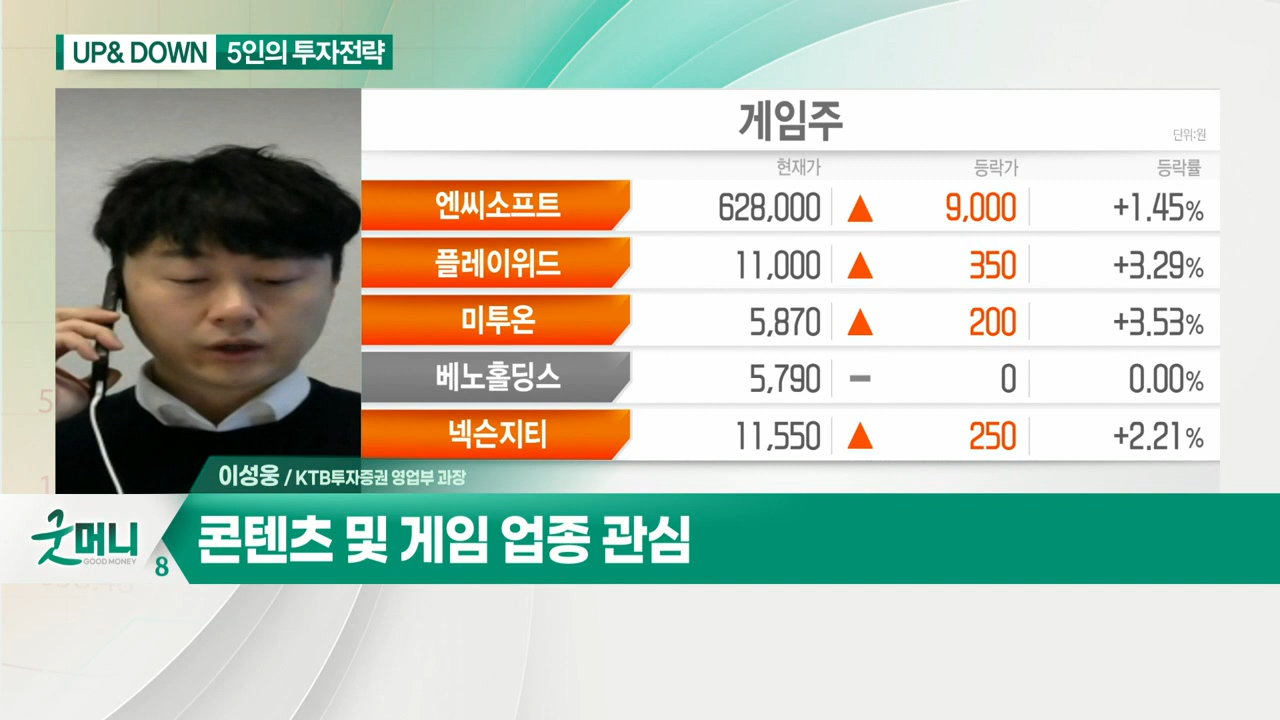 UP& DOWN 5인의 투자전략
게임주
단위:원
현재가 등락가 등락률
엔씨소프트 628,000 ▲ 9,000 +1.45%
플레이위드 11,000 ▲ 350 +3.29%
미투온 5,870 ▲ 200 +3.53%
베노홀딩스 5,790 - 0 0.00%
넥슨지티 11,550 ▲ 250 +2.21%
이성웅 / KTB투자증권 영업부 과장
굿머니
GOOD MONEY
8
콘텐츠 및 게임 업종 관심